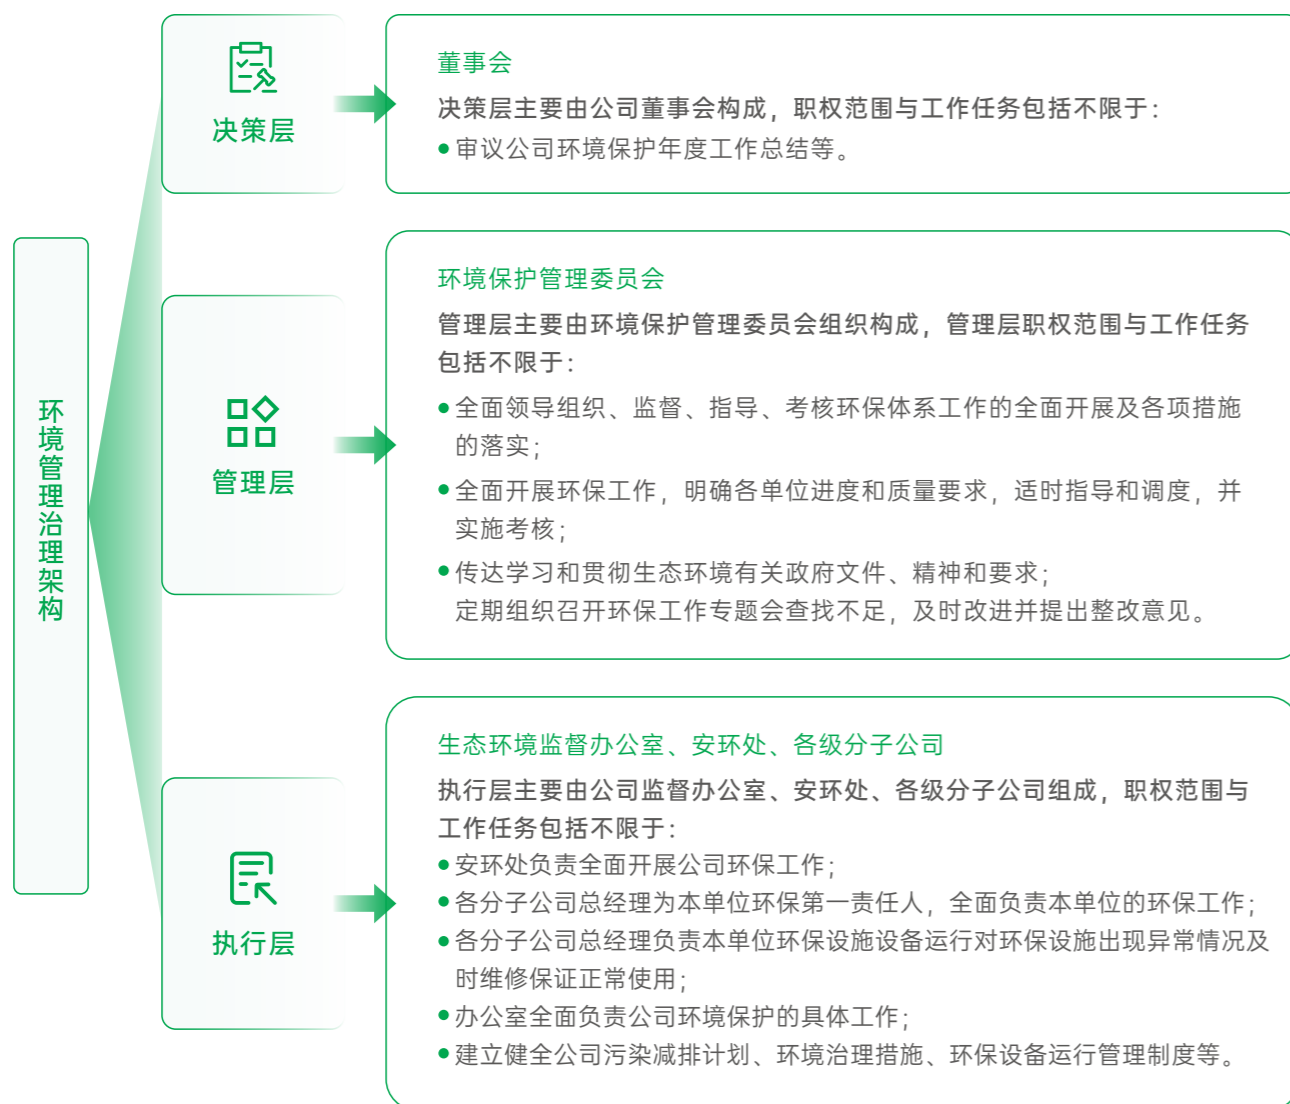 环境管理治理架构
决策层
董事会
决策层主要由公司董事会构成，职权范围与工作任务包括不限于：
●审议公司环境保护年度工作总结等。
管理层
环境保护管理委员会
管理层主要由环境保护管理委员会组织构成，管理层职权范围与工作任务
包括不限于：
●全面领导组织、监督、指导、考核环保体系工作的全面开展及各项措施
的落实；
●全面开展环保工作，明确各单位进度和质量要求，适时指导和调度，并
实施考核；
●传达学习和贯彻生态环境有关政府文件、精神和要求；
定期组织召开环保工作专题会查找不足，及时改进并提出整改意见。
执行层
生态环境监督办公室、安环处、各级分子公司
执行层主要由公司监督办公室、安环处、各级分子公司组成，职权范围与
工作任务包括不限于：
●安环处负责全面开展公司环保工作；
●各分子公司总经理为本单位环保第一责任人，全面负责本单位的环保工作；
●各分子公司总经理负责本单位环保设施设备运行对环保设施出现异常情况及
时维修保证正常使用；
●办公室全面负责公司环境保护的具体工作；
●建立健全公司污染减排计划、环境治理措施、环保设备运行管理制度等。